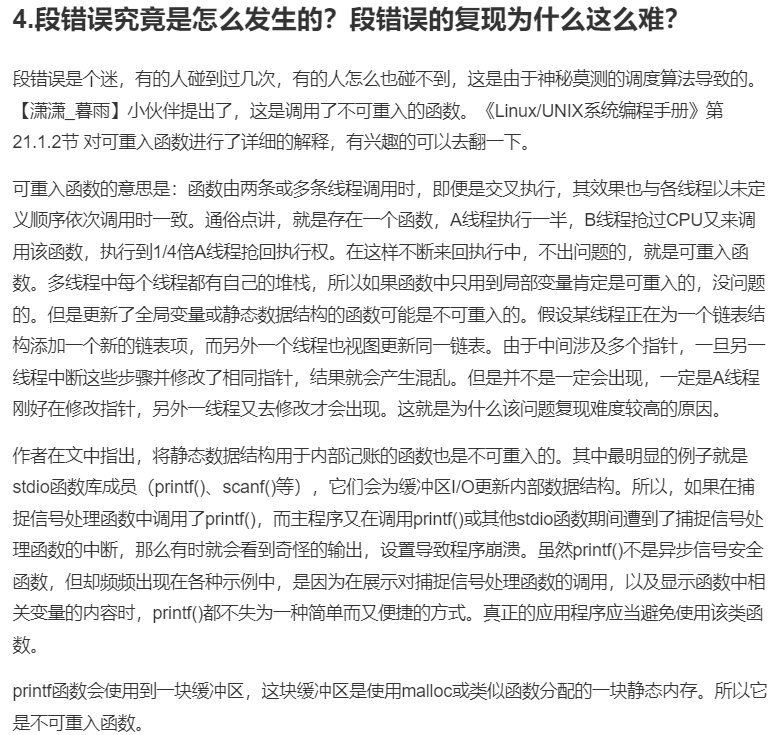 4.段错误究竟是怎么发生的？段错误的复现为什么这么难？
段错误是个迷，有的人碰到过几次，有的人怎么也碰不到，这是由于神秘莫测的调度算法导致的。
【潇潇_暮雨】小伙伴提出了，这是调用了不可重入的函数。《Linux/UNIX系统编程手册》第
21.1.2节 对可重入函数进行了详细的解释，有兴趣的可以去翻一下。
可重入函数的意思是：函数由两条或多条线程调用时，即便是交叉执行，其效果也与各线程以未定
义顺序依次调用时一致。通俗点讲，就是存在一个函数，A线程执行一半，B线程抢过CPU又来调
用该函数，执行到1/4倍A线程抢回执行权。在这样不断来回执行中，不出问题的，就是可重入函
数。多线程中每个线程都有自己的堆栈，所以如果函数中只用到局部变量肯定是可重入的，没问题
的。但是更新了全局变量或静态数据结构的函数可能是不可重入的。假设某线程正在为一个链表结
构添加一个新的链表项，而另外一个线程也视图更新同一链表。由于中间涉及多个指针，一旦另一
线程中断这些步骤并修改了相同指针，结果就会产生混乱。但是并不是一定会出现，一定是A线程
刚好在修改指针，另外一线程又去修改才会出现。这就是为什么该问题复现难度较高的原因。
作者在文中指出，将静态数据结构用于内部记账的函数也是不可重入的。其中最明显的例子就是
stdio函数库成员（printf()、scanf()等），它们会为缓冲区I/O更新内部数据结构。所以，如果在捕
捉信号处理函数中调用了printf()，而主程序又在调用printf()或其他stdio函数期间遭到了捕捉信号处
理函数的中断，那么有时就会看到奇怪的输出，设置导致程序崩溃。虽然printf()不是异步信号安全
函数，但却频频出现在各种示例中，是因为在展示对捕捉信号处理函数的调用，以及显示函数中相
关变量的内容时，printf()都不失为一种简单而又便捷的方式。真正的应用程序应当避免使用该类函
数。
printf函数会使用到一块缓冲区，这块缓冲区是使用malloc或类似函数分配的一块静态内存。所以它
是不可重入函数。